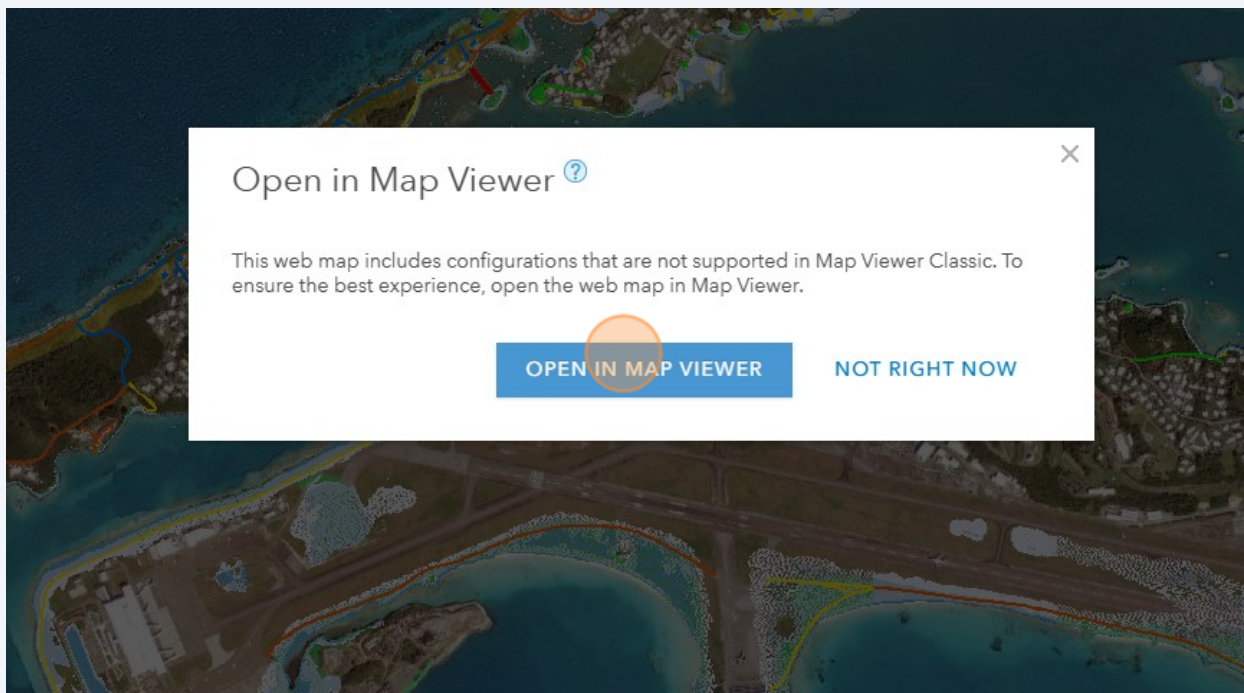 Open in Map Viewer ?
This web map includes configurations that are not supported in Map Viewer Classic. To
ensure the best experience, open the web map in Map Viewer.
OPEN IN MAP VIEWER NOT RIGHT NOW